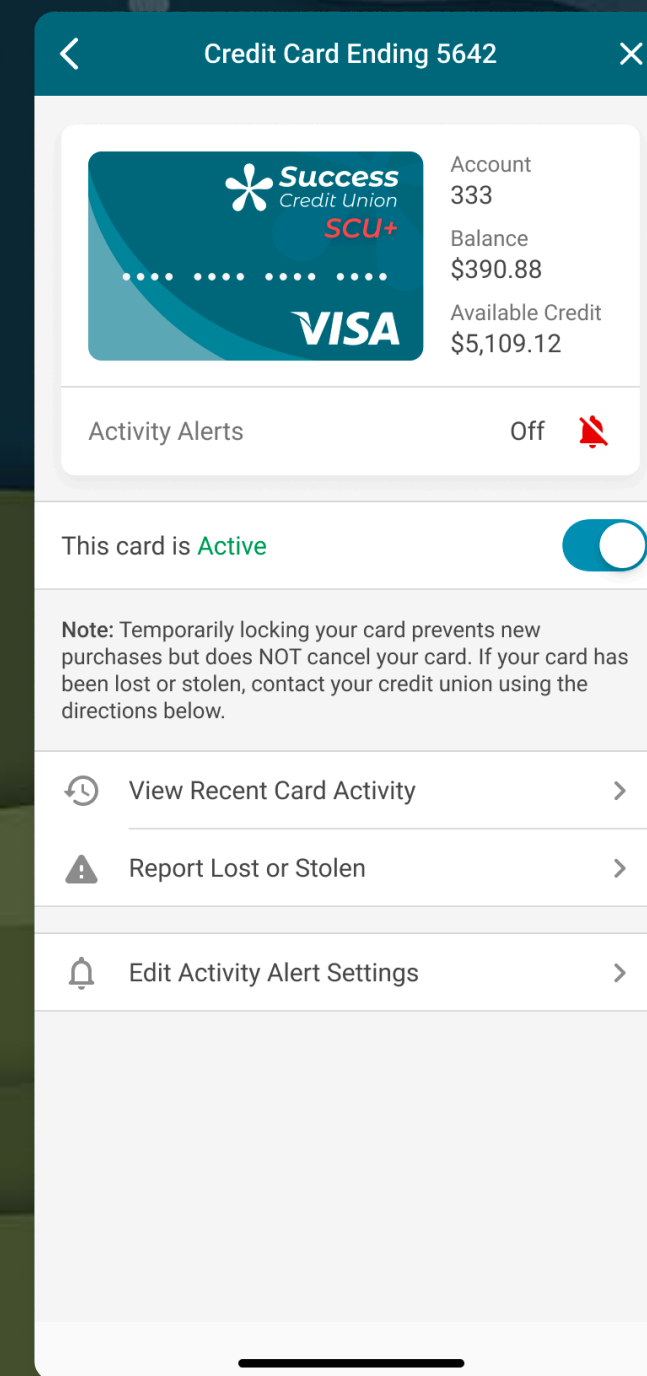 Credit Card Ending 5642
Success
Credit Union
SCU+
VISA
Account
333
Balance
$390.88
Available Credit
$5,109.12
Activity Alerts Off
This card is Active
Note: Temporarily locking your card prevents new
purchases but does NOT cancel your card. If your card has
been lost or stolen, contact your credit union using the
directions below.
View Recent Card Activity
Report Lost or Stolen
Edit Activity Alert Settings